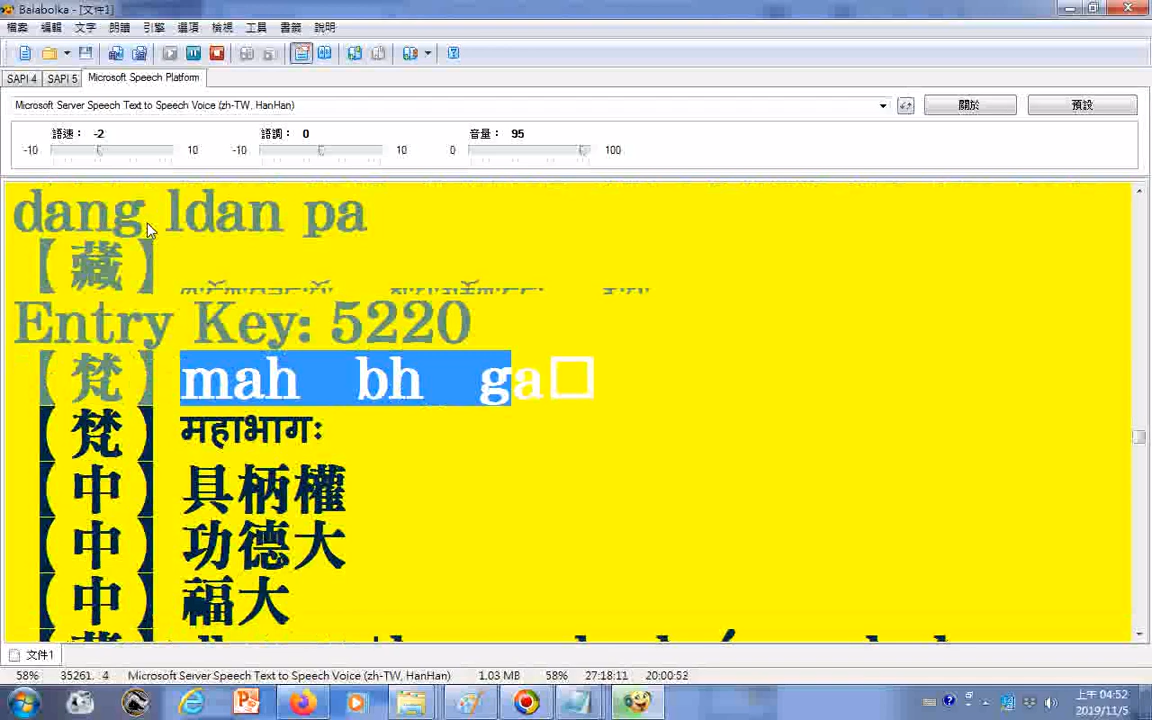 Balabolka - [文件1]
檔案 編輯 文字 朗讀 引擎 選項 檢視 工具 書籤 說明
SAPI 4 SAPI 5 Microsoft Speech Platform
Microsoft Server Speech Text to Speech Voice (zh-TW, HanHan) 關於 預設
語速： -2 語調： 0 音量： 95
-10 10 -10 10 0 100
dang ldan pa
【 藏】
Entry Key: 5220
【 梵】 mah bh ga□
【 梵】 महाभागः
【 中】 具柄權
【 中】 功德大
【 中】 福大
文件1
58% 35261. 4 Microsoft Server Speech Text to Speech Voice (zh-TW, HanHan) 1.03 MB 58% 27:18:11 20:00:52
上午 04:52
2019/11/5